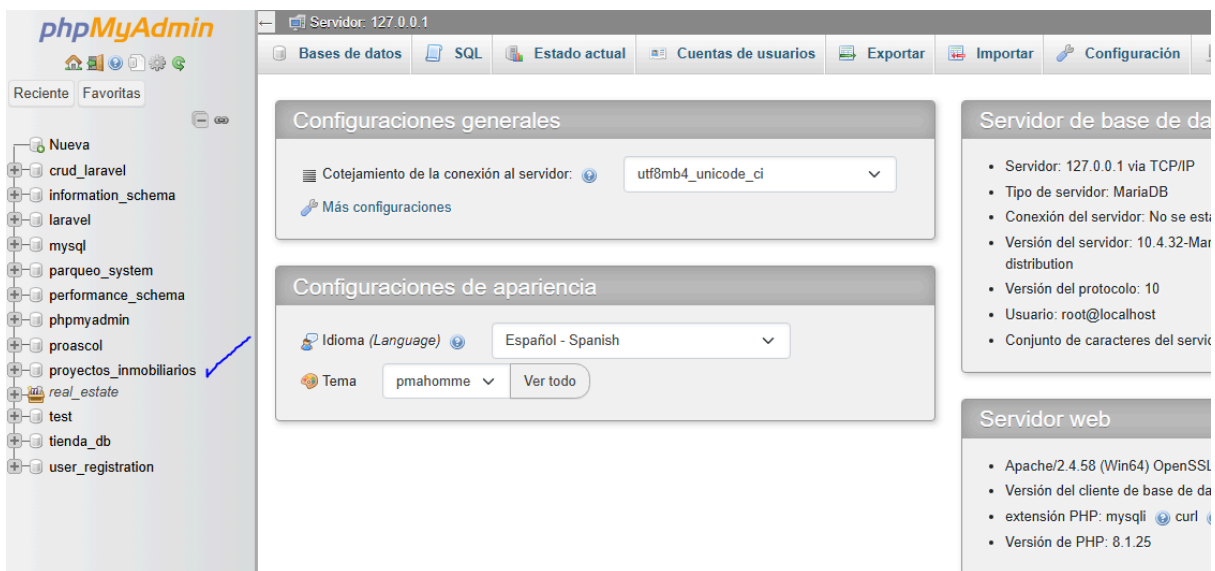 phpMyAdmin
Reciente Favoritas
Nueva
crud_laravel
information_schema
laravel
mysql
parqueo_system
performance_schema
phpmyadmin
proascol
proyectos_inmobiliarios
real_estate
test
tienda_db
user_registration
Servidor: 127.0.0.1
Bases de datos SQL Estado actual Cuentas de usuarios Exportar Importar Configuración
Configuraciones generales
Cotejamiento de la conexión al servidor: utf8mb4_unicode_ci
Más configuraciones
Configuraciones de apariencia
Idioma (Language) Español - Spanish
Tema pmahomme Ver todo
Servidor de base de da
Servidor: 127.0.0.1 via TCP/IP
Tipo de servidor: MariaDB
Conexión del servidor: No se est
Versión del servidor: 10.4.32-Mar
distribution
Versión del protocolo: 10
Usuario: root@localhost
Conjunto de caracteres del servi
Servidor web
Apache/2.4.58 (Win64) OpenSSL
Versión del cliente de base de da
extensión PHP: mysqli curl
Versión de PHP: 8.1.25